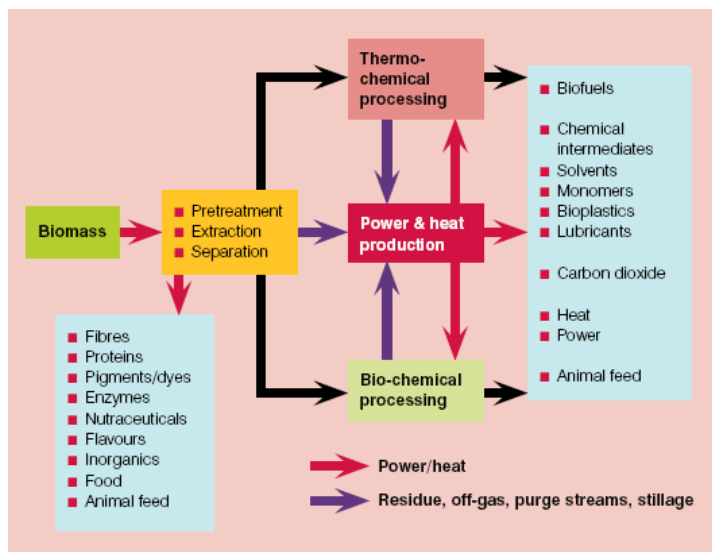 Thermo-
chemical
processing
Biomass
Pretreatment
Extraction
Separation
Power & heat
production
Bio-chemical
processing
Biofuels
Chemical
intermediates
Solvents
Monomers
Bioplastics
Lubricants
Carbon dioxide
Heat
Power
Animal feed
Fibres
Proteins
Pigments/dyes
Enzymes
Nutraceuticals
Flavours
Inorganics
Food
Animal feed
Power/heat
Residue, off-gas, purge streams, stillage